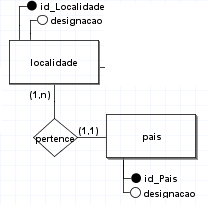 id_Localidade
designacao
localidade
(1,n)
(1,1)
pertence
pais
id_Pais
designacao